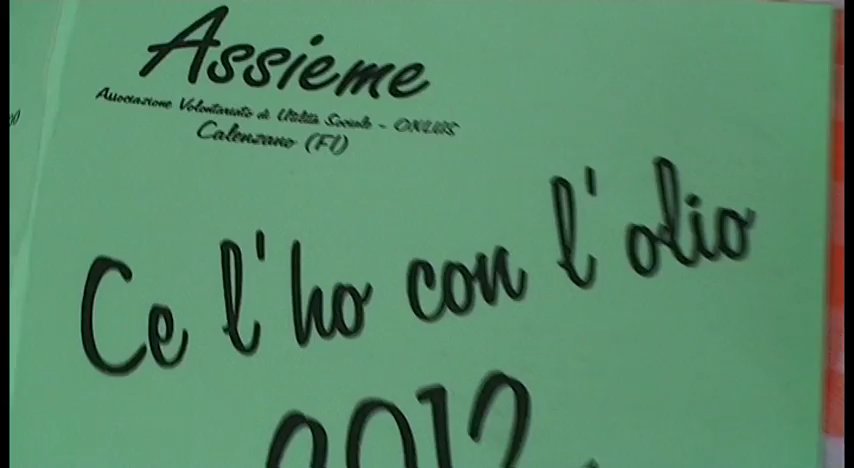 Assieme
Associazione Volontariato di Utilità Sociale - ONLUS
Calenzano (FI)
Ce l'ho con l'olio
2012